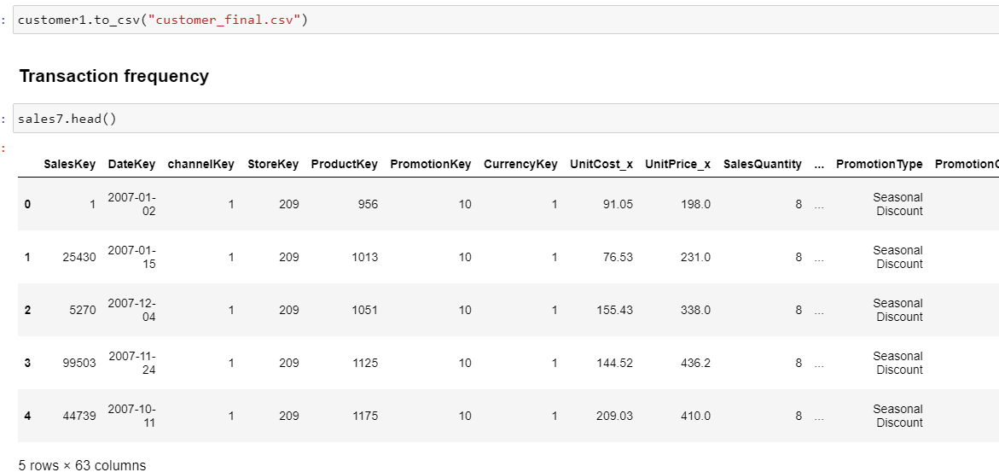 : customer1.to_csv("customer_final.csv")
Transaction frequency
: sales7.head()
:
SalesKey DateKey channelKey StoreKey ProductKey PromotionKey CurrencyKey UnitCost_x UnitPrice_x SalesQuantity ... PromotionType PromotionC
0 1 2007-01-02 1 209 956 10 1 91.05 198.0 8 ... Seasonal Discount
1 25430 2007-01-15 1 209 1013 10 1 76.53 231.0 8 ... Seasonal Discount
2 5270 2007-12-04 1 209 1051 10 1 155.43 338.0 8 ... Seasonal Discount
3 99503 2007-11-24 1 209 1125 10 1 144.52 436.2 8 ... Seasonal Discount
4 44739 2007-10-11 1 209 1175 10 1 209.03 410.0 8 ... Seasonal Discount
5 rows × 63 columns